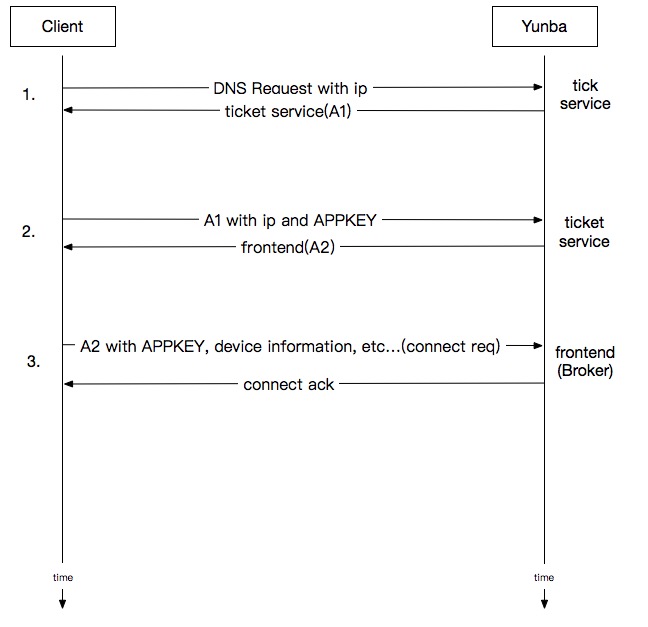 Client
Yunba
1.
DNS Request with ip
tick
service
ticket service(A1)
2.
A1 with ip and APPKEY
ticket
service
frontend(A2)
3.
A2 with APPKEY, device information, etc...(connect req)
frontend
(Broker)
connect ack
time
time